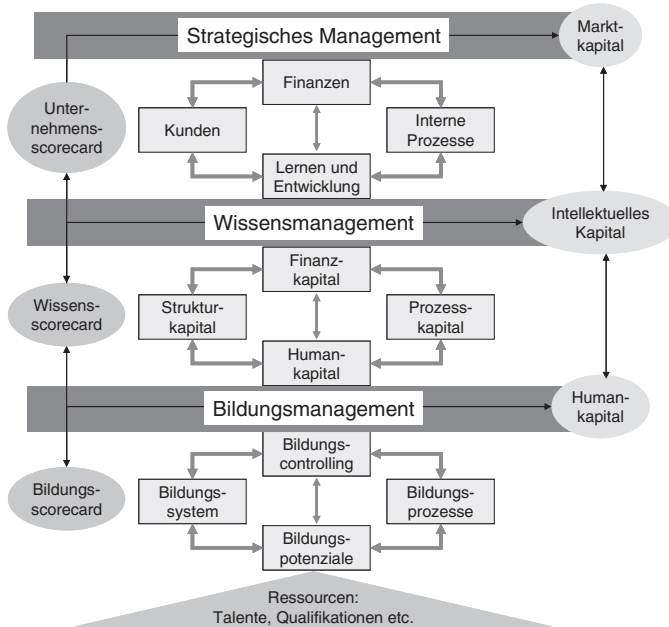 Strategisches Management
Markt-
kapital
Unter-
nehmens-
scorecard
Finanzen
Kunden
Interne
Prozesse
Lernen und
Entwicklung
Wissensmanagement
Intellektuelles
Kapital
Wissens-
scorecard
Finanz-
kapital
Struktur-
kapital
Prozess-
kapital
Human-
kapital
Bildungsmanagement
Human-
kapital
Bildungs-
scorecard
Bildungs-
controlling
Bildungs-
system
Bildungs-
prozesse
Bildungs-
potenziale
Ressourcen:
Talente, Qualifikationen etc.